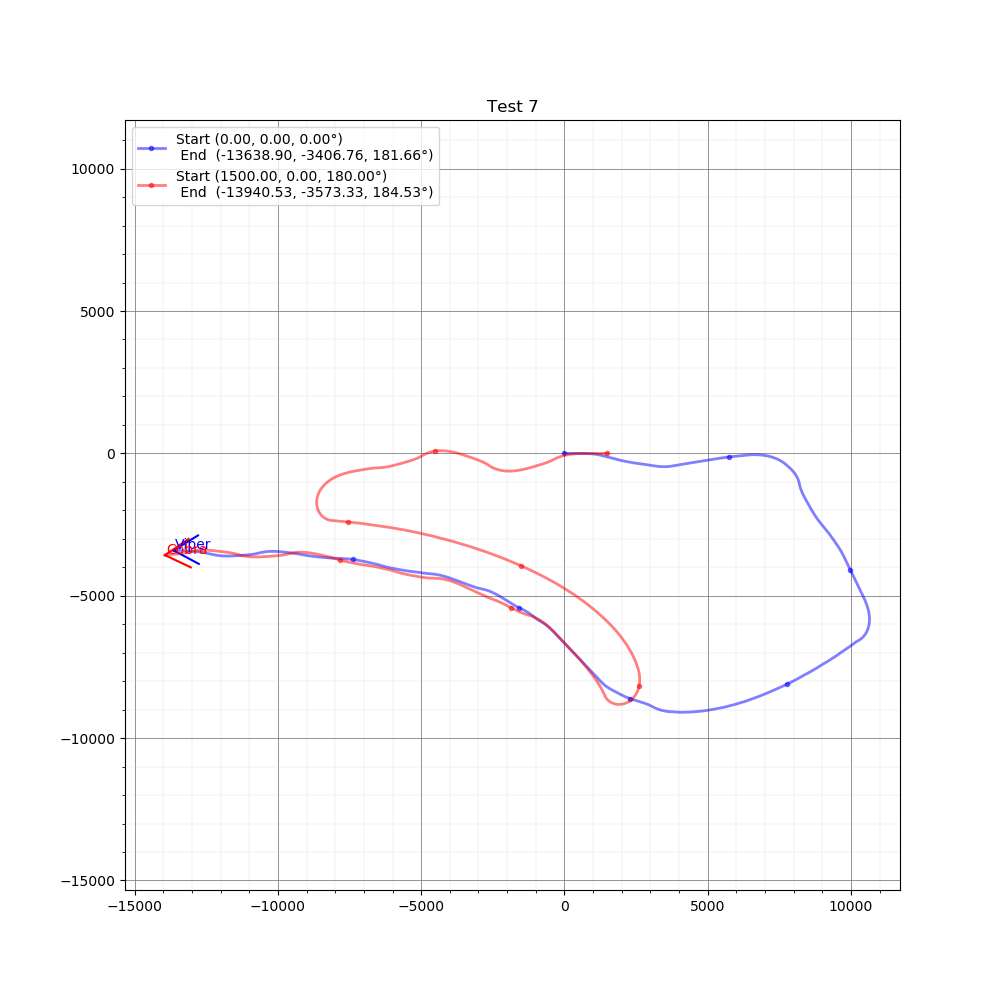 Test 7
Start (0.00, 0.00, 0.00°)
End  (-13638.90, -3406.76, 181.66°)
Start (1500.00, 0.00, 180.00°)
End  (-13940.53, -3573.33, 184.53°)
10000
5000
0
−5000
−10000
−15000
Viper
Cobra
−15000 −10000 −5000 0 5000 10000